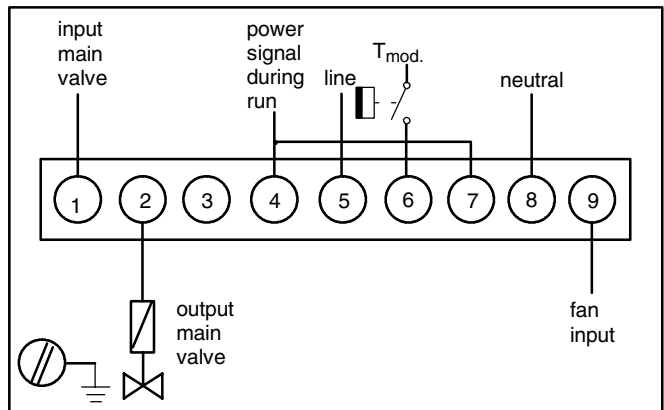 input
main
valve
power
signal
during
run
line
Tmod.
neutral
1 2 3 4 5 6 7 8 9
output
main
valve
fan
input